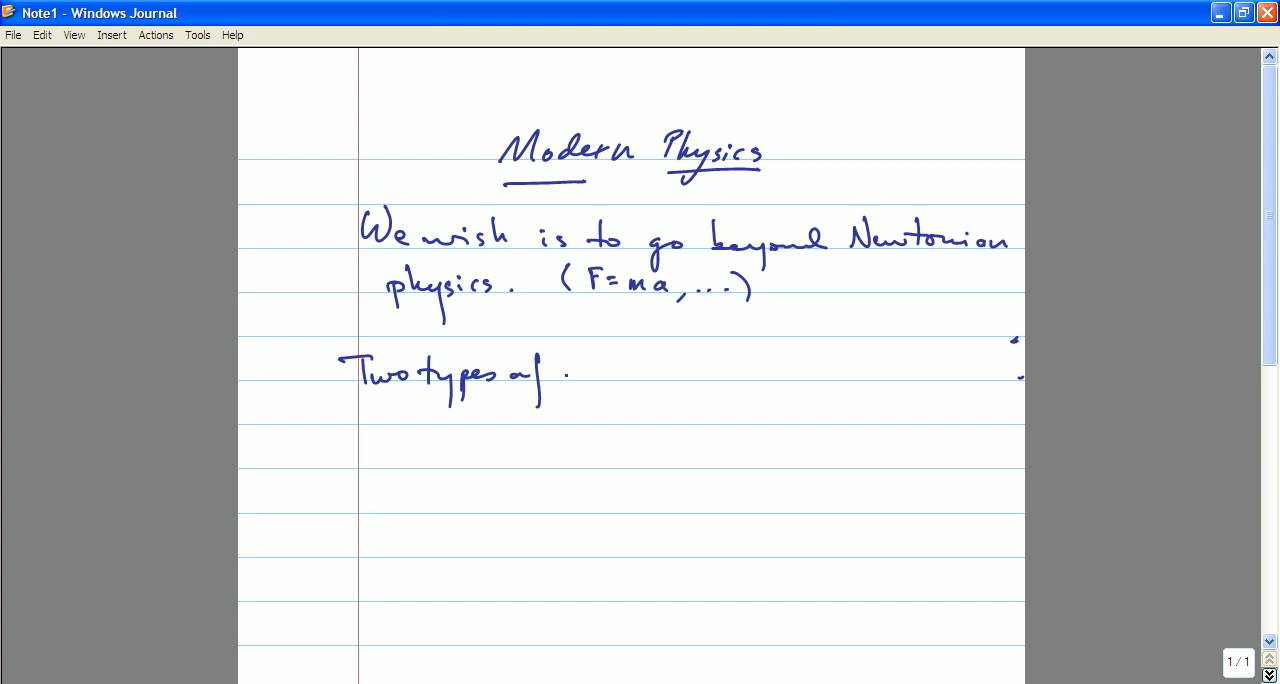 Note1 - Windows Journal
File Edit View Insert Actions Tools Help
Modern Physics
We wish is to go beyond Newtonian
physics. (F=ma, ...)
Two types of .
1 / 1